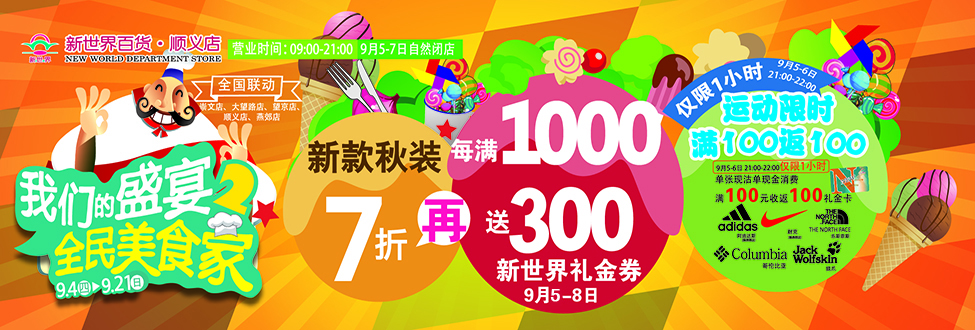 新世界百货·顺义店
新世界
NEW WORLD DEPARTMENT STORE
营业时间：09:00-21:00 9月5-7日自然闭店
全国联动
崇文店、大望路店、望京店、
顺义店、燕郊店
我们的盛宴2
全民美食家
9.4四▶9.21日
新款秋装
7折
再
每满1000
送300
新世界礼金券
9月5-8日
仅限1小时
9月5-6日
21:00-22:00
运动限时
满100返100
9月5-6日 21:00-22:00仅限1小时
单张现沽单现金消费
满100元收返100礼金卡
adidas
阿迪达斯
耐克
THE NORTH FACE
THE NORTH FACE
Columbia
哥伦比亚
Jack Wolfskin
狼爪